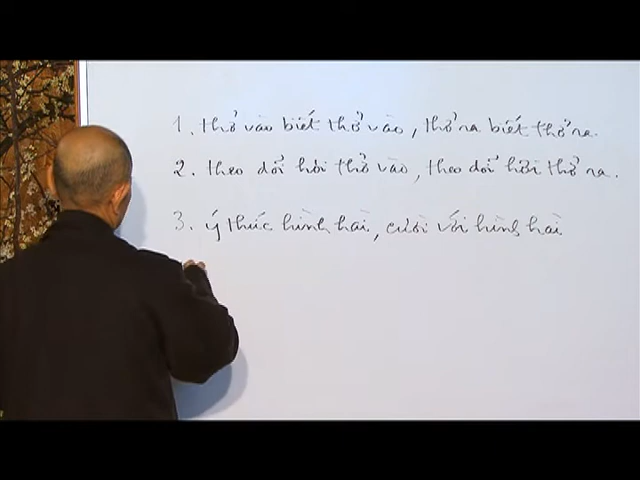 1. thở vào biết thở vào, thở ra biết thở ra.
2. theo dõi hơi thở vào, theo dõi hơi thở ra.
3. ý thức hình hài, cười với hình hài